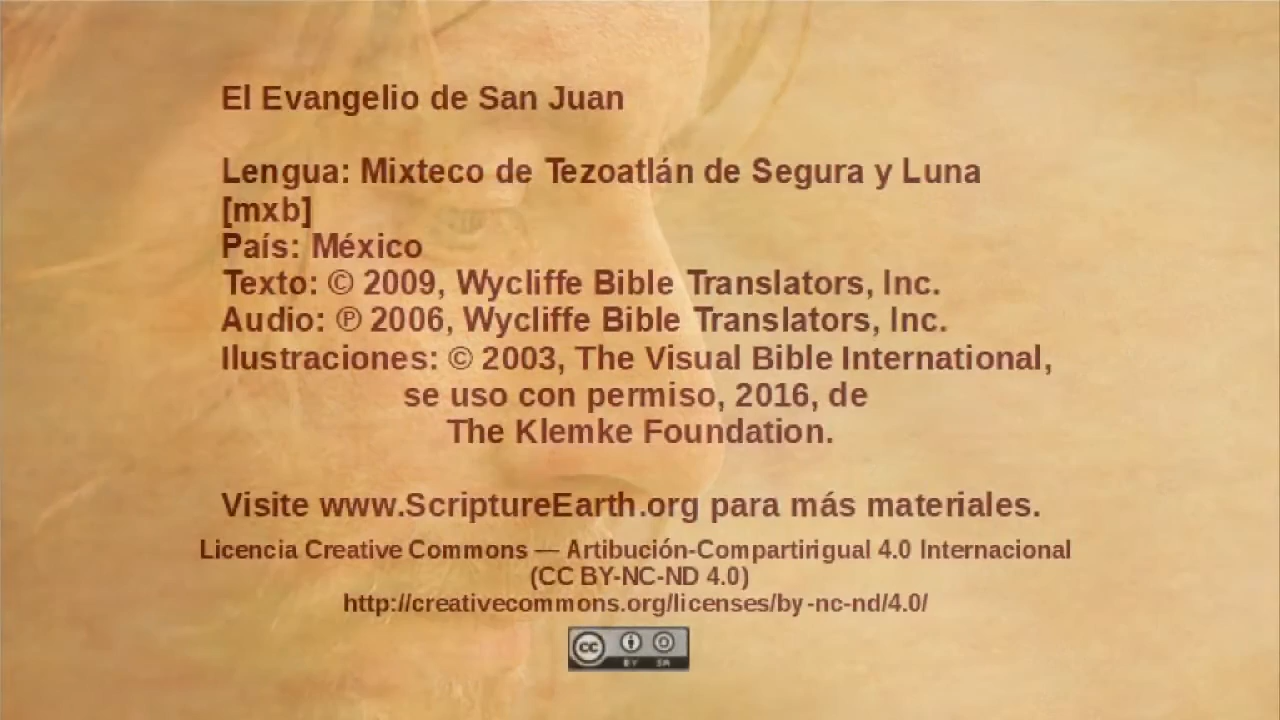 El Evangelio de San Juan
Lengua: Mixteco de Tezoatlán de Segura y Luna
[mxb]
País: México
Texto: © 2009, Wycliffe Bible Translators, Inc.
Audio: ℗ 2006, Wycliffe Bible Translators, Inc.
Ilustraciones: © 2003, The Visual Bible International,
se uso con permiso, 2016, de
The Klemke Foundation.
Visite www.ScriptureEarth.org para más materiales.
Licencia Creative Commons — Artibución-Compartirigual 4.0 Internacional
(CC BY-NC-ND 4.0)
http://creativecommons.org/licenses/by-nc-nd/4.0/
cc BY SA